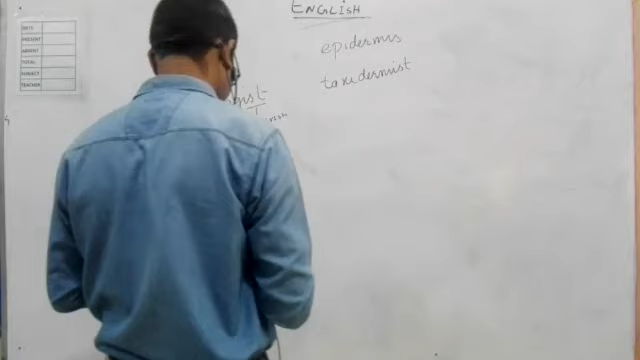 ENGLISH
DATE
PRESENT
ABSENT
TOTAL
SUBJECT
TEACHER
epidermis
taxidermist